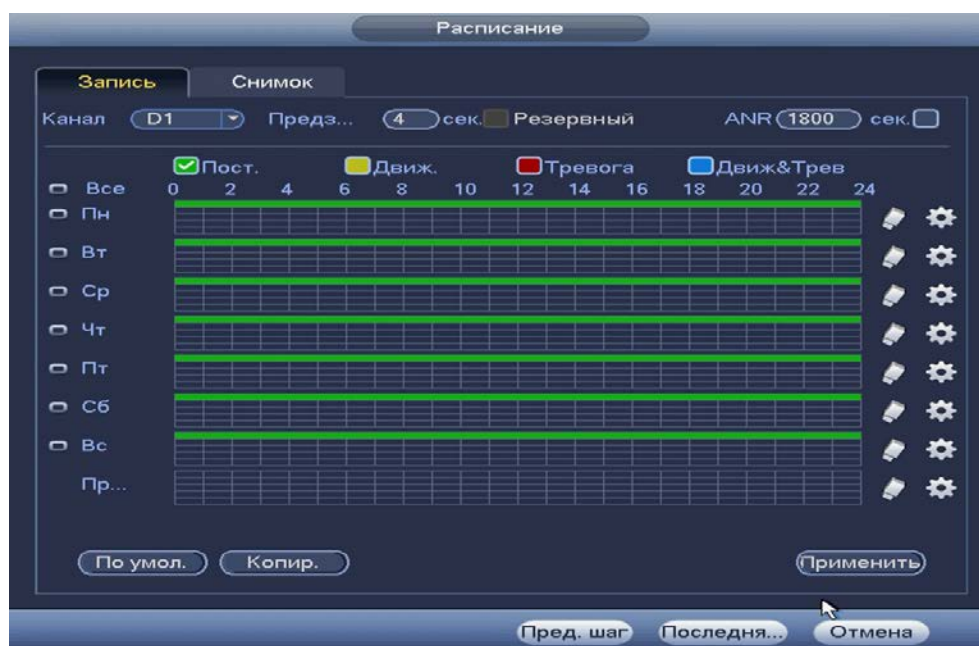 Расписание
Запись Снимок
Канал D1 Предз... 4 сек. Резервный ANR 1800 сек.
Пост. Движ. Тревога Движ&Трев
Все 0 2 4 6 8 10 12 14 16 18 20 22 24
Пн
Вт
Ср
Чт
Пт
Сб
Вс
Пр...
По умол. Копир. Применить
Пред. шаг Последня... Отмена